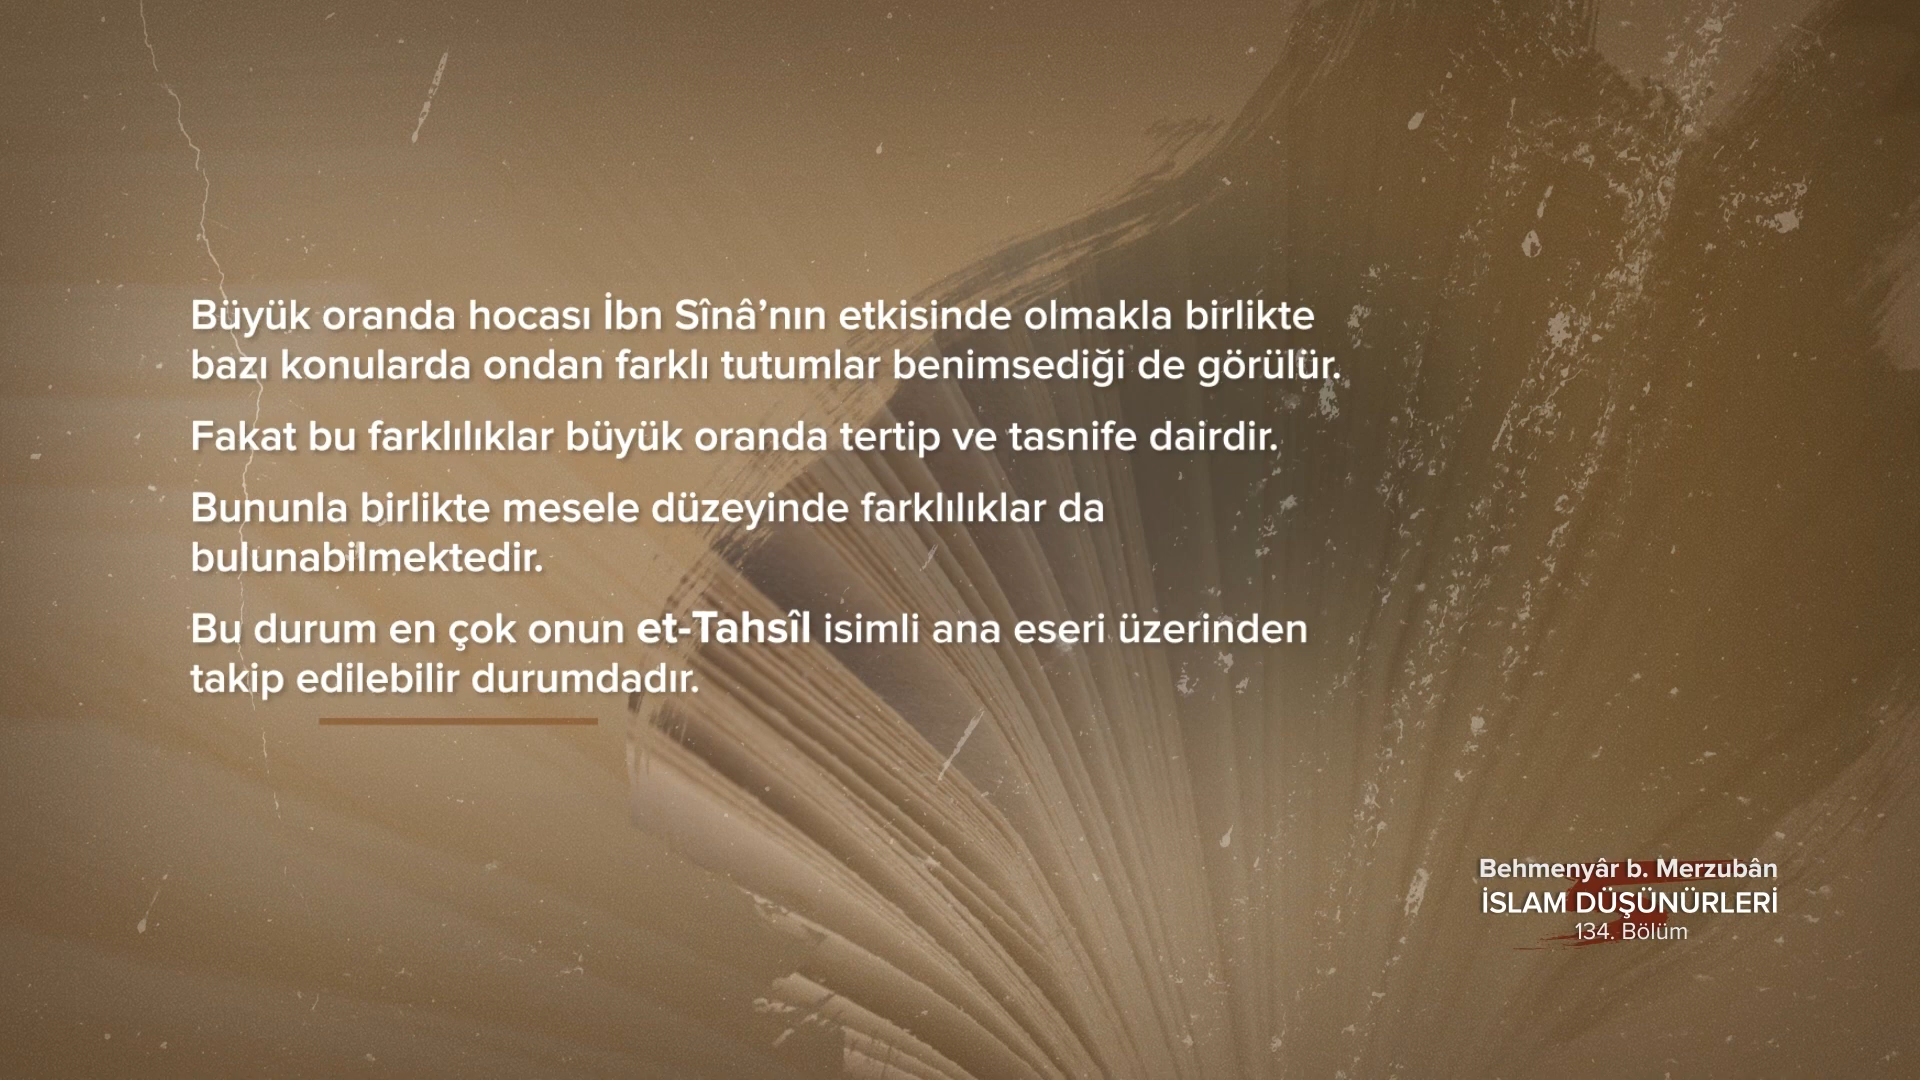 Büyük oranda hocası İbn Sînâ’nın etkisinde olmakla birlikte
bazı konularda ondan farklı tutumlar benimsediği de görülür.
Fakat bu farklılıklar büyük oranda tertip ve tasnife dairdir.
Bununla birlikte mesele düzeyinde farklılıklar da
bulunabilmektedir.
Bu durum en çok onun et-Tahsîl isimli ana eseri üzerinden
takip edilebilir durumdadır.
Behmenyâr b. Merzubân
İSLAM DÜŞÜNÜRLERİ
134. Bölüm